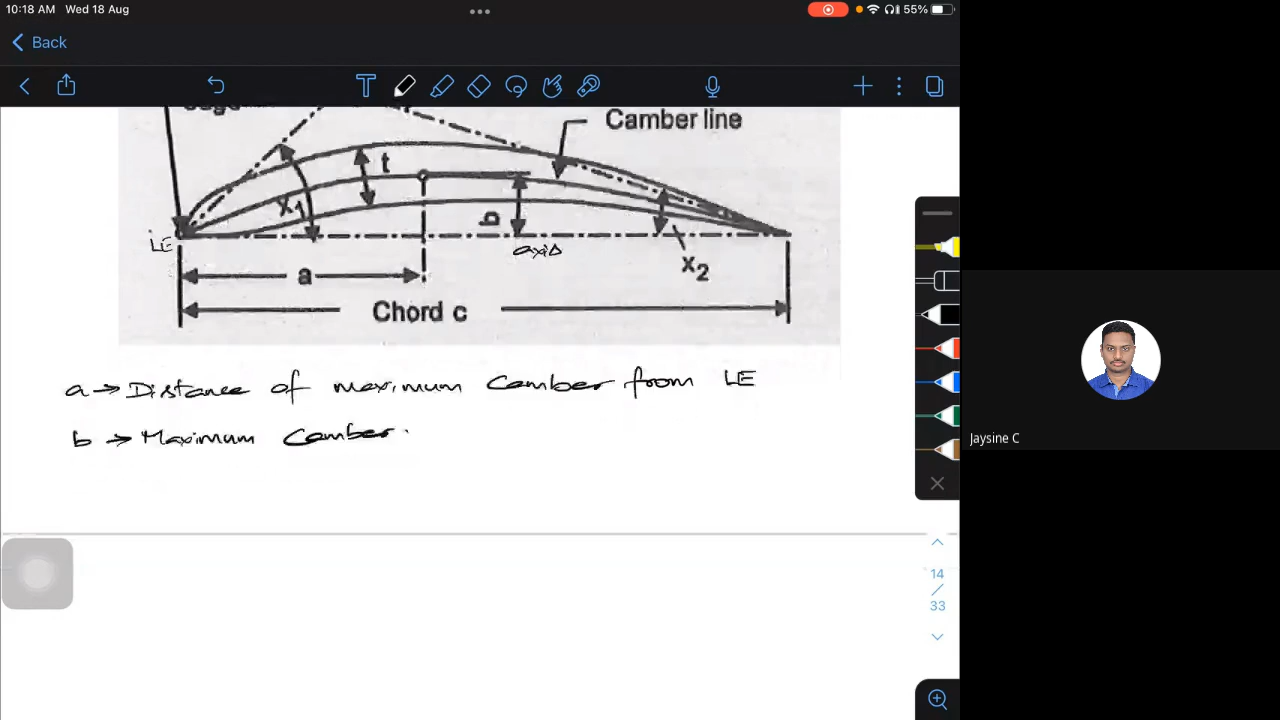 10:18 AM Wed 18 Aug
55%
Back
Camber line
t
x1
b
LE
axis
x2
a
Chord c
a → Distance of maximum camber from LE
b → Maximum Camber.
Jaysine C
14
/
33